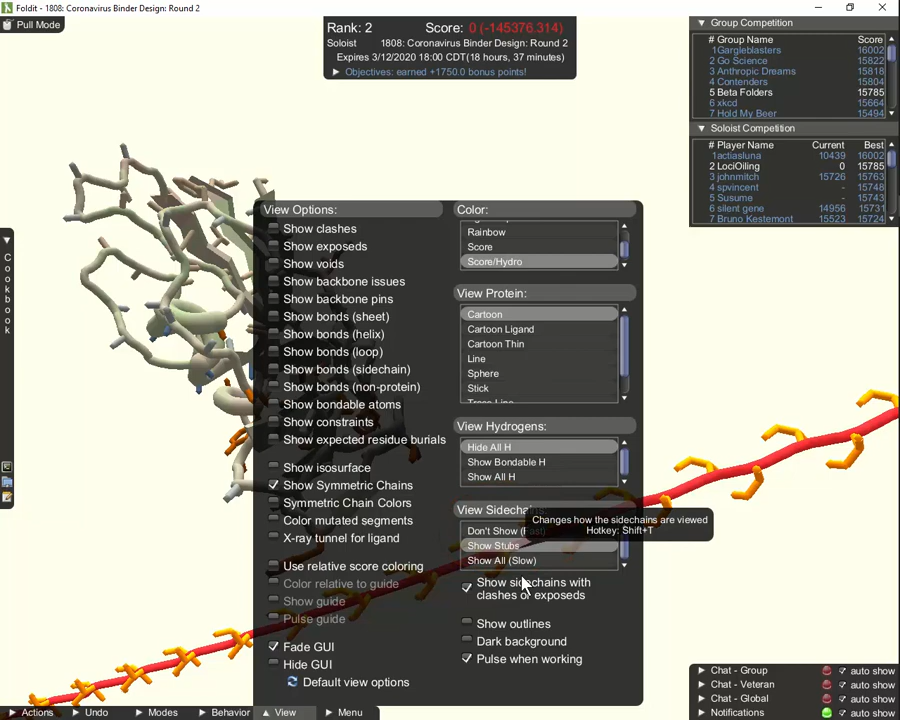 Foldit - 1808: Coronavirus Binder Design: Round 2
Pull Mode
Rank: 2 Score: 0 (-145376.314)
Soloist 1808: Coronavirus Binder Design: Round 2
Expires 3/12/2020 18:00 CDT(18 hours, 37 minutes)
Objectives: earned +1750.0 bonus points!
Group Competition
# Group Name Score
1Gargleblasters 16002
2 Go Science 15822
3 Anthropic Dreams 15818
4 Contenders 15804
5 Beta Folders 15785
6 xkcd 15664
7 Hold My Beer 15494
Soloist Competition
# Player Name Current Best
1actiasluna 10439 16002
2 LociOiling 0 15785
3 johnmitch 15726 15763
4 spvincent - 15748
5 Susume - 15743
6 silent gene 14956 15731
7 Bruno Kestemont 15523 15724
Cookbook
View Options:
Show clashes
Show exposeds
Show voids
Show backbone issues
Show backbone pins
Show bonds (sheet)
Show bonds (helix)
Show bonds (loop)
Show bonds (sidechain)
Show bonds (non-protein)
Show bondable atoms
Show constraints
Show expected residue burials
Show isosurface
Show Symmetric Chains
Symmetric Chain Colors
Color mutated segments
X-ray tunnel for ligand
Use relative score coloring
Color relative to guide
Show guide
Pulse guide
Fade GUI
Hide GUI
Default view options
Color:
Rainbow
Score
Score/Hydro
View Protein:
Cartoon
Cartoon Ligand
Cartoon Thin
Line
Sphere
Stick
Trace Line
View Hydrogens:
Hide All H
Show Bondable H
Show All H
View Sidechains:
Changes how the sidechains are viewed
Hotkey: Shift+T
Don't Show (Fast)
Show Stubs
Show All (Slow)
Show sidechains with
clashes or exposeds
Show outlines
Dark background
Pulse when working
Chat - Group auto show
Chat - Veteran auto show
Chat - Global auto show
Notifications auto show
Actions Undo Modes Behavior View Menu